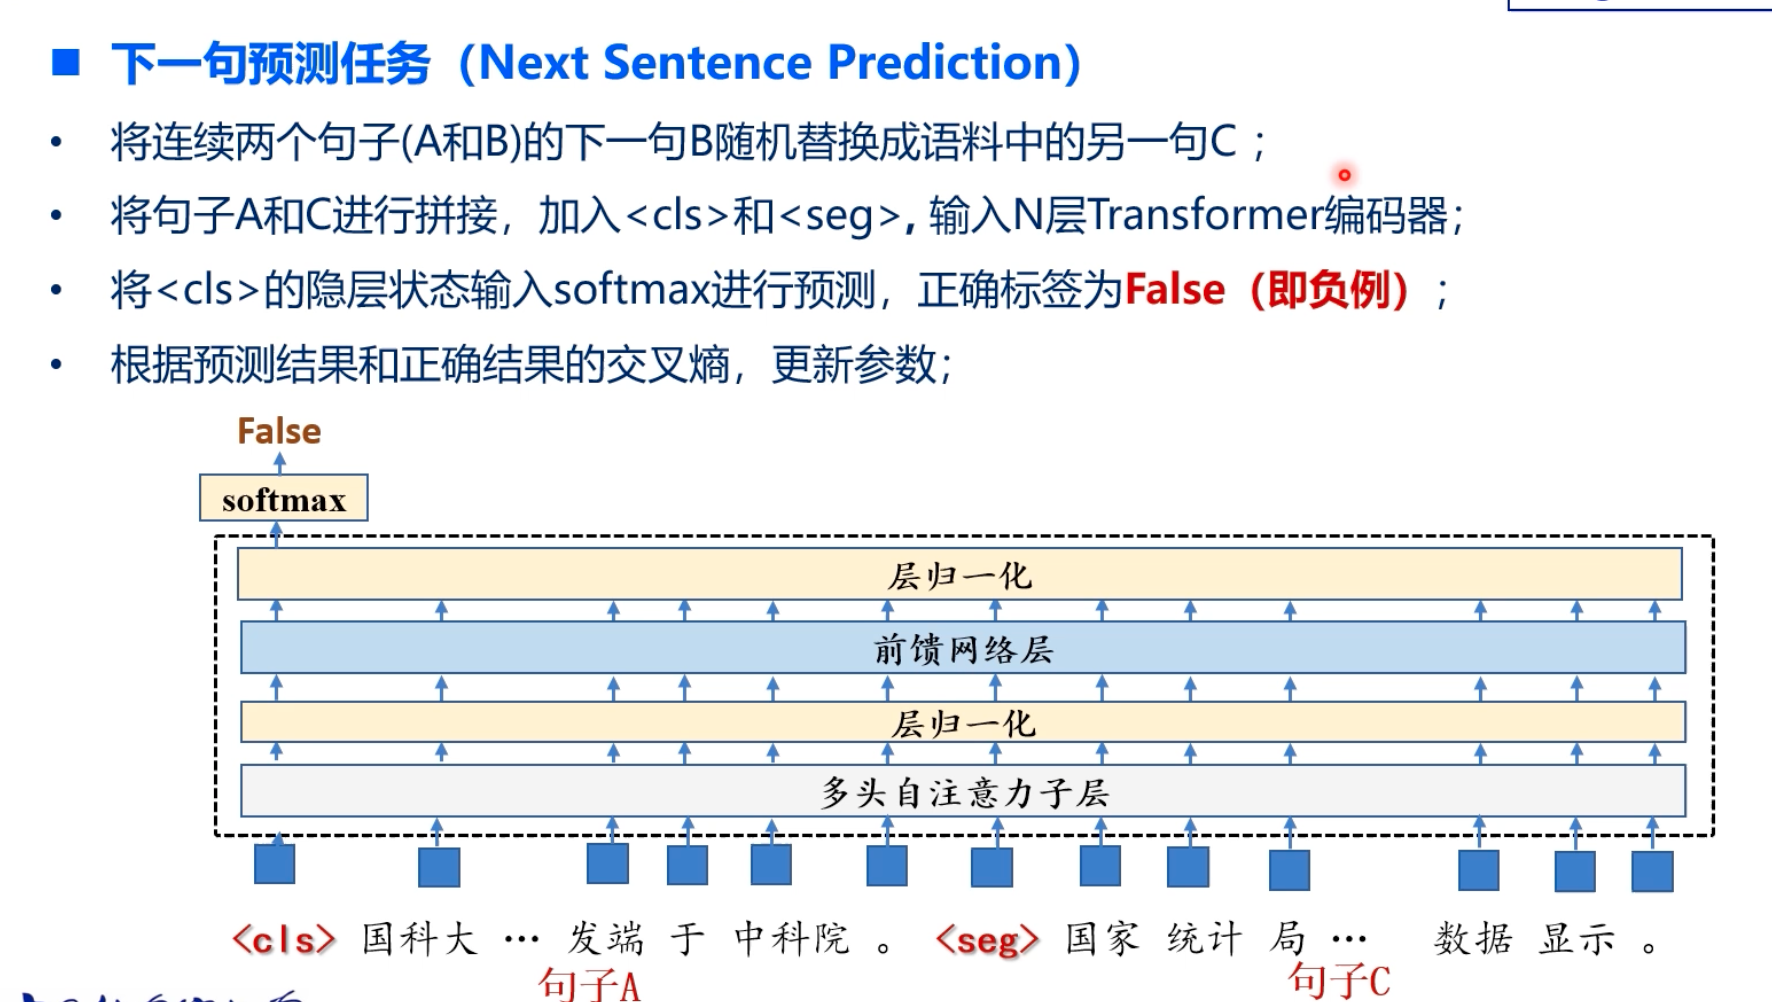 下一句预测任务（Next Sentence Prediction）
将连续两个句子(A和B)的下一句B随机替换成语料中的另一句C ；
将句子A和C进行拼接，加入<cls>和<seg>, 输入N层Transformer编码器；
将<cls>的隐层状态输入softmax进行预测，正确标签为False（即负例）；
根据预测结果和正确结果的交叉熵，更新参数；
False
softmax
层归一化
前馈网络层
层归一化
多头自注意力子层
<cls> 国科大 … 发端 于 中科院 。 <seg> 国家 统计 局 … 数据 显示 。
句子A 句子C